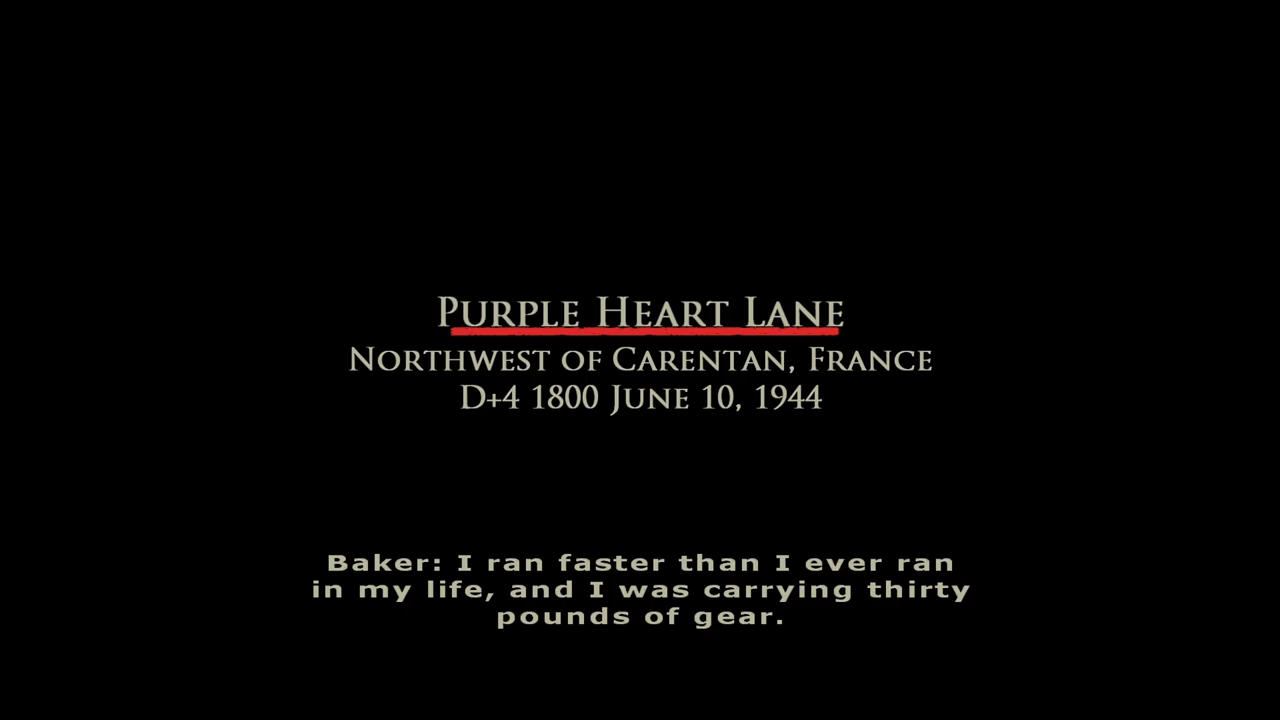 Purple Heart Lane
Northwest of Carentan, France
D+4 1800 June 10, 1944
Baker: I ran faster than I ever ran
in my life, and I was carrying thirty
pounds of gear.